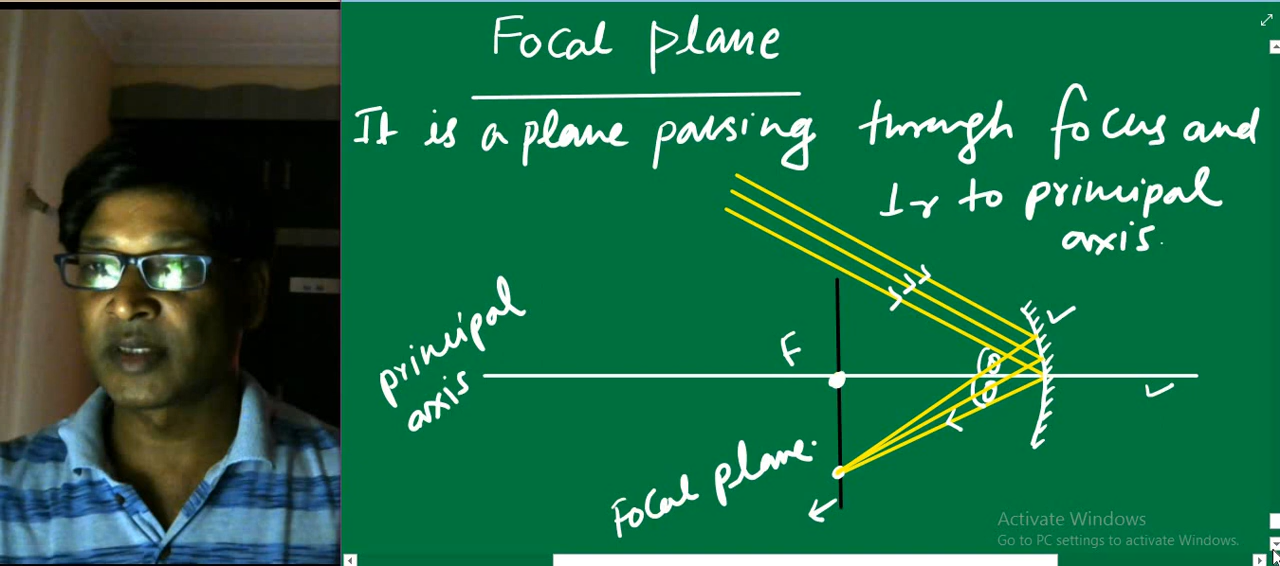 Focal plane
It is a plane passing through focus and
⊥r to principal
axis.
principal
axis
F
θ
θ
Focal plane.
Activate Windows
Go to PC settings to activate Windows.